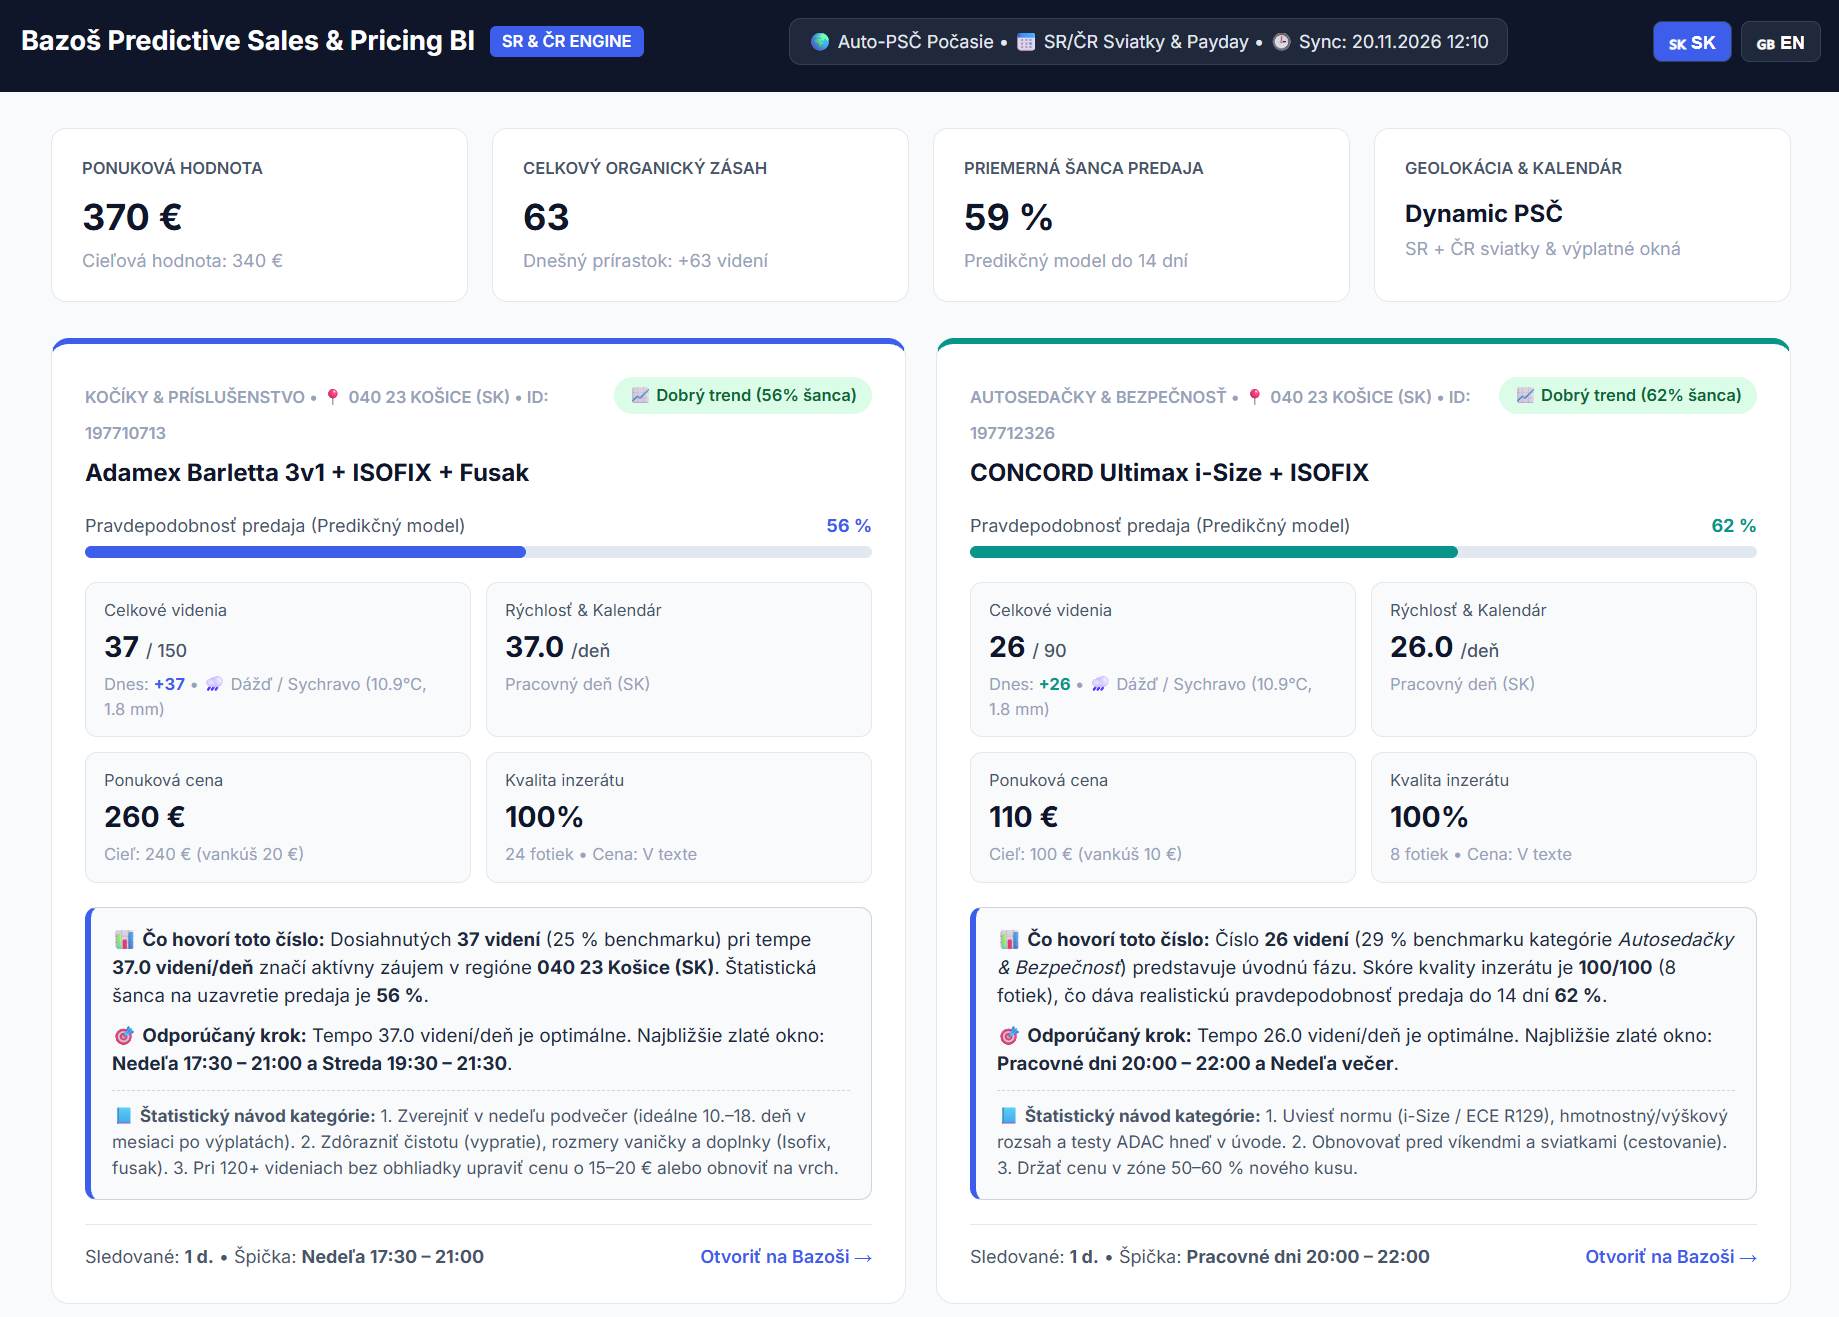 Bazoš Predictive Sales & Pricing BI
SR & ČR ENGINE
🌍 Auto-PSČ Počasie • 📅 SR/ČR Sviatky & Payday • 🕒 Sync: 20.11.2026 12:10
SK SK
GB EN
PONUKOVÁ HODNOTA
370 €
Cieľová hodnota: 340 €
CELKOVÝ ORGANICKÝ ZÁSAH
63
Dnešný prírastok: +63 videní
PRIEMERNÁ ŠANCA PREDAJA
59 %
Predikčný model do 14 dní
GEOLOKÁCIA & KALENDÁR
Dynamic PSČ
SR + ČR sviatky & výplatné okná
KOČÍKY & PRÍSLUŠENSTVO • 📍 040 23 KOŠICE (SK) • ID:
197710713
📈 Dobrý trend (56% šanca)
Adamex Barletta 3v1 + ISOFIX + Fusak
Pravdepodobnosť predaja (Predikčný model)
56 %
Celkové videnia
37 / 150
Dnes: +37 • 🌧️ Dážď / Sychravo (10.9°C,
1.8 mm)
Rýchlosť & Kalendár
37.0 /deň
Pracovný deň (SK)
Ponuková cena
260 €
Cieľ: 240 € (vankúš 20 €)
Kvalita inzerátu
100%
24 fotiek • Cena: V texte
📊 Čo hovorí toto číslo: Dosiahnutých 37 videní (25 % benchmarku) pri tempe
37.0 videní/deň značí aktívny záujem v regióne 040 23 Košice (SK). Štatistická
šanca na uzavretie predaja je 56 %.
🎯 Odporúčaný krok: Tempo 37.0 videní/deň je optimálne. Najbližšie zlaté okno:
Nedeľa 17:30 – 21:00 a Streda 19:30 – 21:30.
📘 Štatistický návod kategórie: 1. Zverejniť v nedeľu podvečer (ideálne 10.–18. deň v
mesiaci po výplatách). 2. Zdôrazniť čistotu (vypratie), rozmery vaničky a doplnky (Isofix,
fusak). 3. Pri 120+ videniach bez obhliadky upraviť cenu o 15–20 € alebo obnoviť na vrch.
Sledované: 1 d. • Špička: Nedeľa 17:30 – 21:00
Otvoriť na Bazoši →
AUTOSEDAČKY & BEZPEČNOSŤ • 📍 040 23 KOŠICE (SK) • ID:
197712326
📈 Dobrý trend (62% šanca)
CONCORD Ultimax i-Size + ISOFIX
Pravdepodobnosť predaja (Predikčný model)
62 %
Celkové videnia
26 / 90
Dnes: +26 • 🌧️ Dážď / Sychravo (10.9°C,
1.8 mm)
Rýchlosť & Kalendár
26.0 /deň
Pracovný deň (SK)
Ponuková cena
110 €
Cieľ: 100 € (vankúš 10 €)
Kvalita inzerátu
100%
8 fotiek • Cena: V texte
📊 Čo hovorí toto číslo: Číslo 26 videní (29 % benchmarku kategórie Autosedačky
& Bezpečnosť) predstavuje úvodnú fázu. Skóre kvality inzerátu je 100/100 (8
fotiek), čo dáva realistickú pravdepodobnosť predaja do 14 dní 62 %.
🎯 Odporúčaný krok: Tempo 26.0 videní/deň je optimálne. Najbližšie zlaté okno:
Pracovné dni 20:00 – 22:00 a Nedeľa večer.
📘 Štatistický návod kategórie: 1. Uviesť normu (i-Size / ECE R129), hmotnostný/výškový
rozsah a testy ADAC hneď v úvode. 2. Obnovovať pred víkendmi a sviatkami (cestovanie).
3. Držať cenu v zóne 50–60 % nového kusu.
Sledované: 1 d. • Špička: Pracovné dni 20:00 – 22:00
Otvoriť na Bazoši →